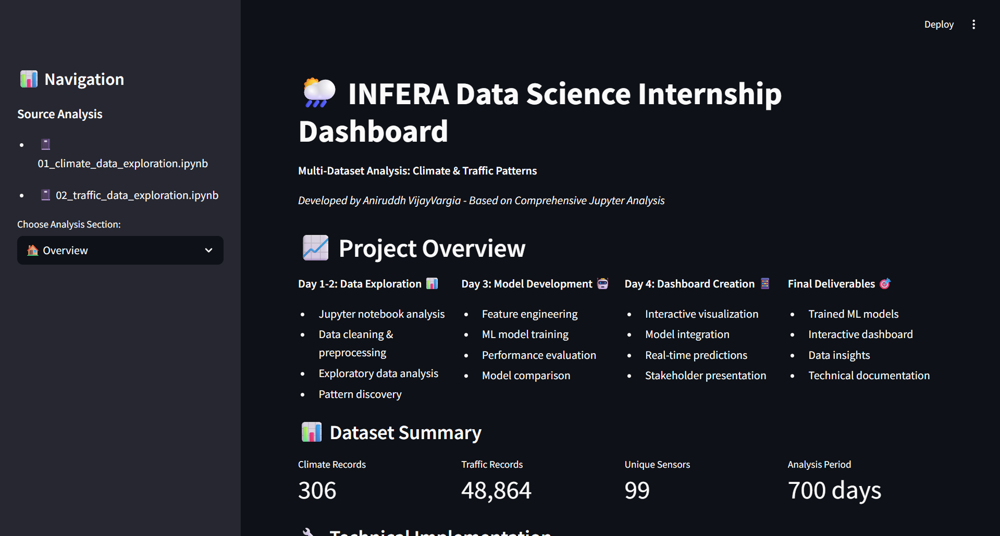 Deploy
Navigation
Source Analysis
01_climate_data_exploration.ipynb
02_traffic_data_exploration.ipynb
Choose Analysis Section:
Overview
INFERA Data Science Internship
Dashboard
Multi-Dataset Analysis: Climate & Traffic Patterns
Developed by Aniruddh VijayVargia - Based on Comprehensive Jupyter Analysis
Project Overview
Day 1-2: Data Exploration
Jupyter notebook analysis
Data cleaning &
preprocessing
Exploratory data analysis
Pattern discovery
Day 3: Model Development
Feature engineering
ML model training
Performance evaluation
Model comparison
Day 4: Dashboard Creation
Interactive visualization
Model integration
Real-time predictions
Stakeholder presentation
Final Deliverables
Trained ML models
Interactive dashboard
Data insights
Technical documentation
Dataset Summary
Climate Records
306
Traffic Records
48,864
Unique Sensors
99
Analysis Period
700 days
Technical Implementation